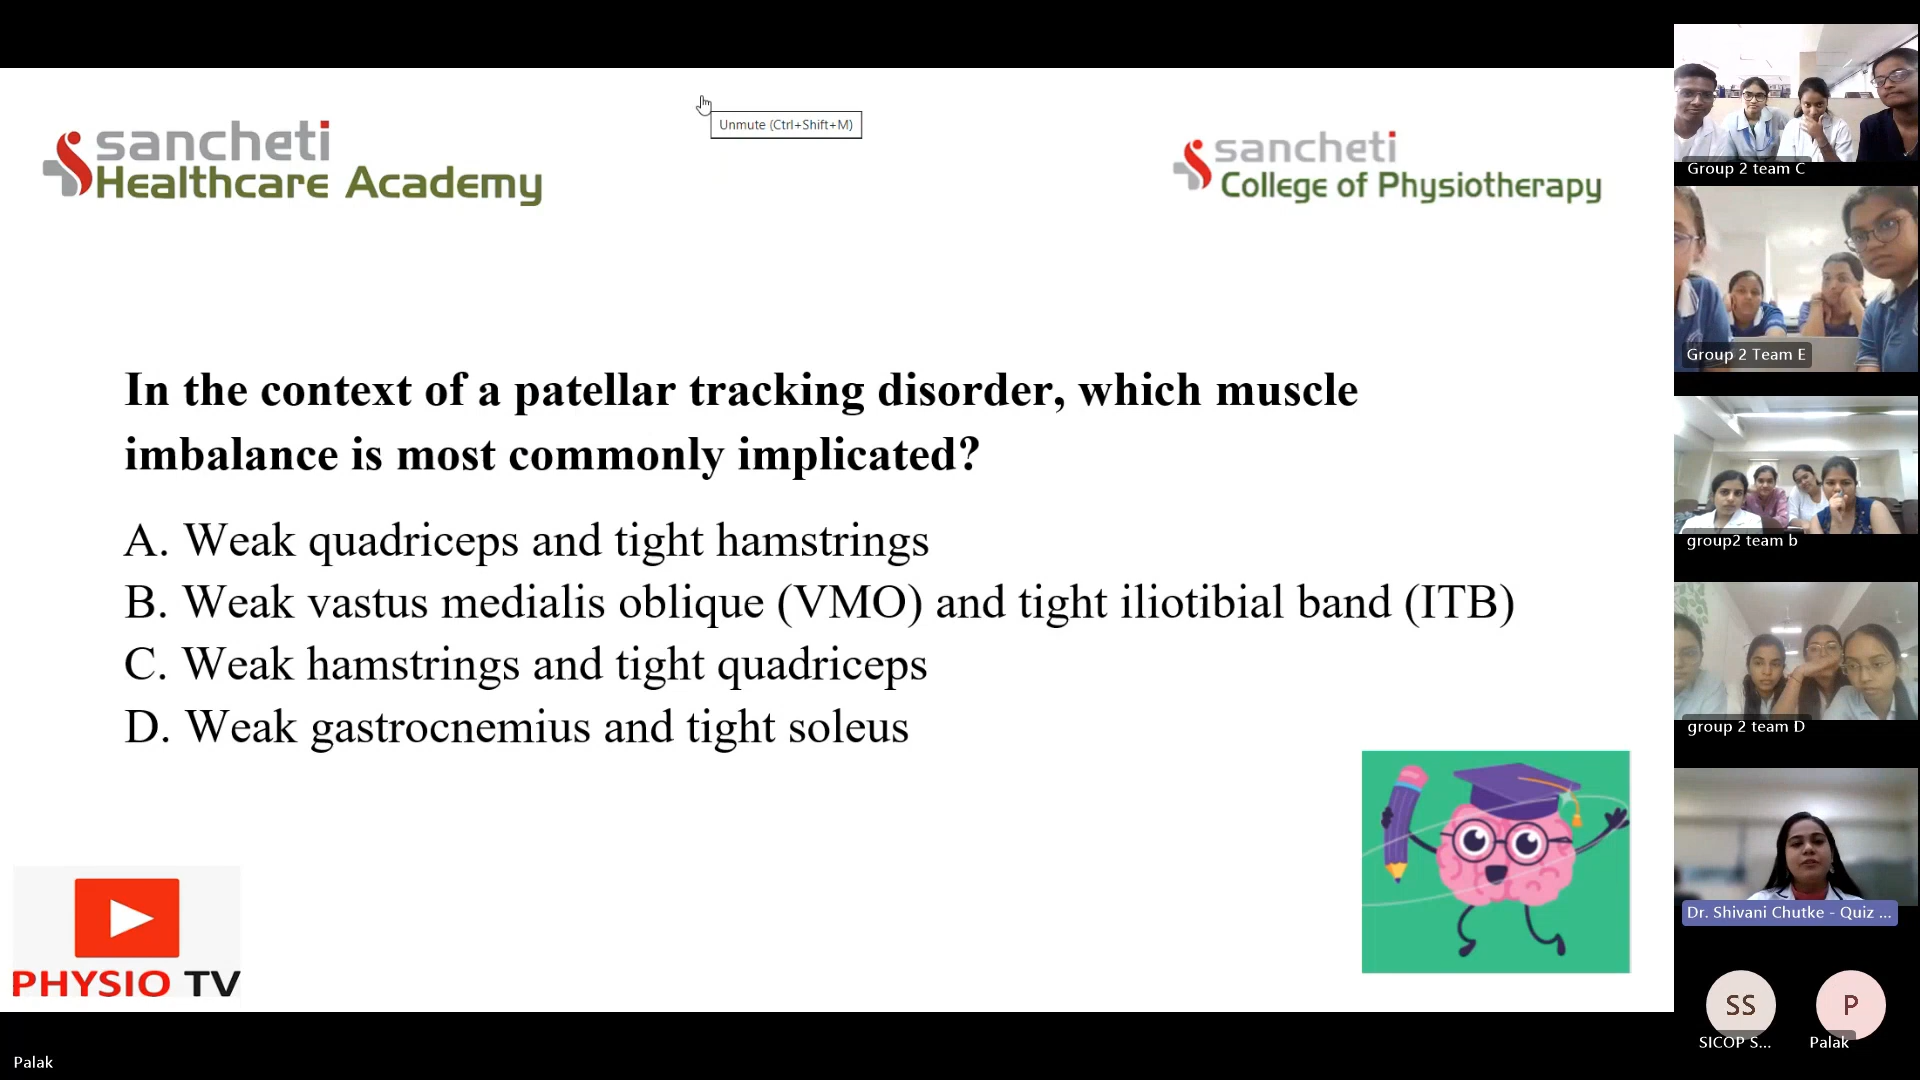 sancheti
Healthcare Academy
Unmute (Ctrl+Shift+M)
sancheti
College of Physiotherapy
In the context of a patellar tracking disorder, which muscle
imbalance is most commonly implicated?
A. Weak quadriceps and tight hamstrings
B. Weak vastus medialis oblique (VMO) and tight iliotibial band (ITB)
C. Weak hamstrings and tight quadriceps
D. Weak gastrocnemius and tight soleus
PHYSIO TV
Palak
Group 2 team C
Group 2 Team E
group2 team b
group 2 team D
Dr. Shivani Chutke - Quiz ...
SS
SICOP S...
P
Palak